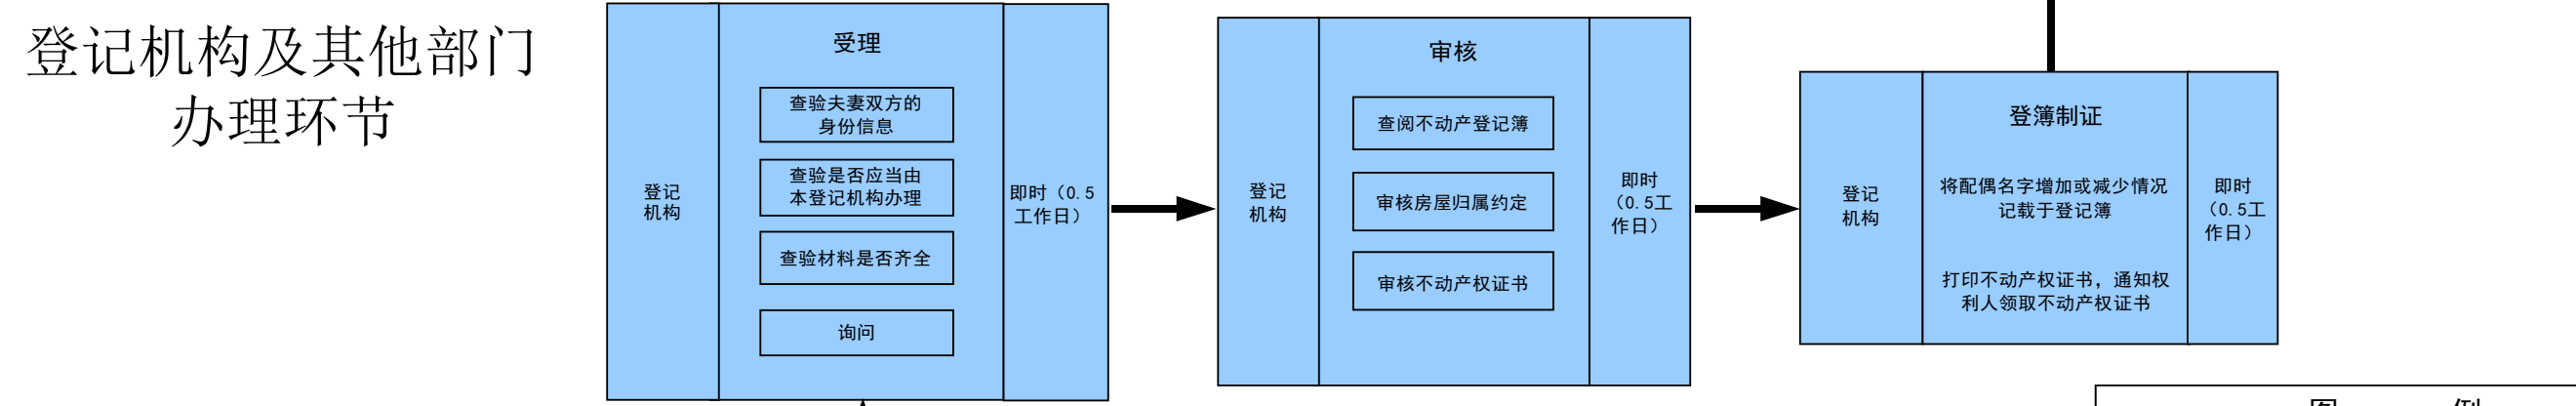 登记机构及其他部门
办理环节
登记
机构
受理
查验夫妻双方的
身份信息
查验是否应当由
本登记机构办理
查验材料是否齐全
询问
即时（0.5
工作日）
登记
机构
审核
查阅不动产登记簿
审核房屋归属约定
审核不动产权证书
即时
（0.5工
作日）
登记
机构
登簿制证
将配偶名字增加或减少情况
记载于登记簿
打印不动产权证书，通知权
利人领取不动产权证书
即时
（0.5工
作日）
图 例